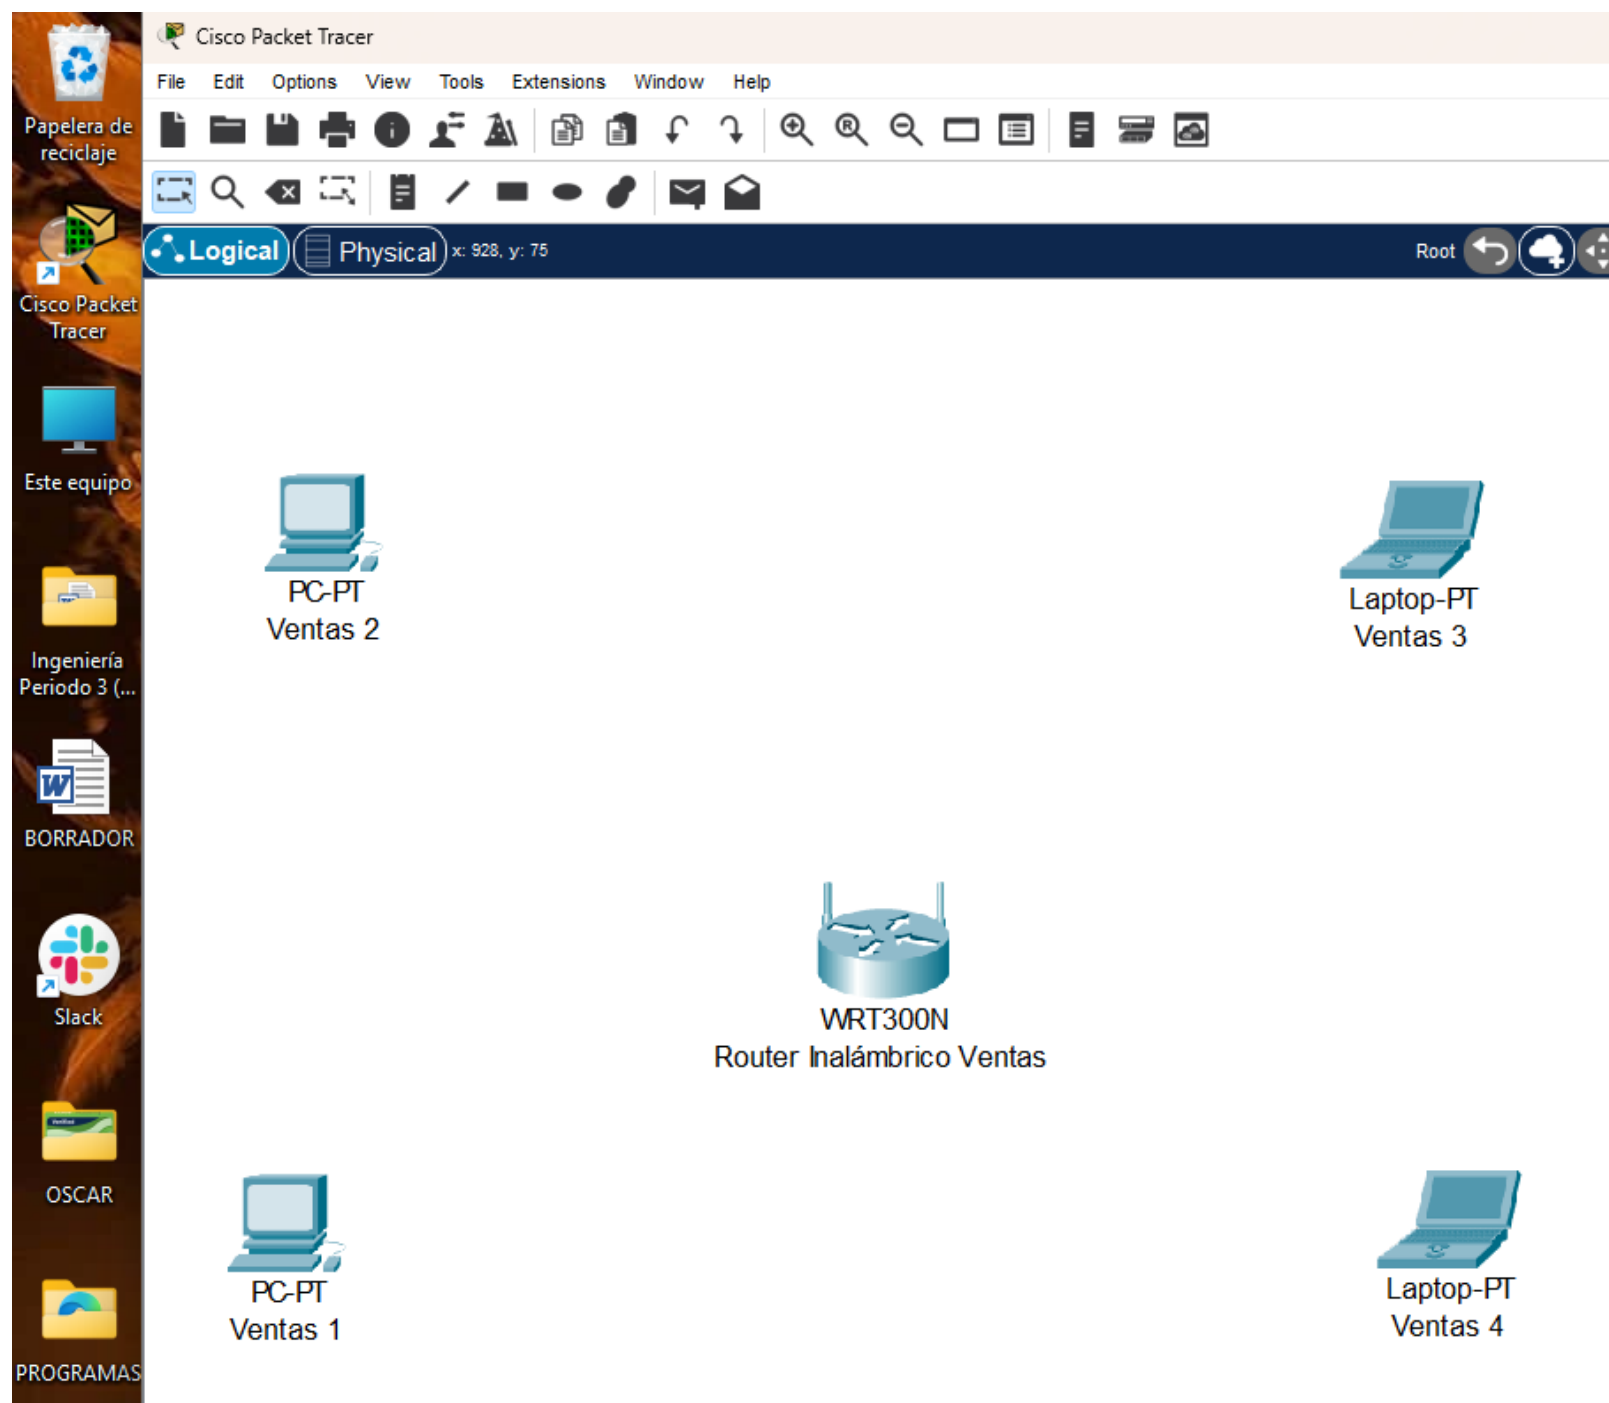 Papelera de
reciclaje
Cisco Packet
Tracer
Este equipo
Ingeniería
Periodo 3 (...
BORRADOR
Slack
OSCAR
PROGRAMAS
Cisco Packet Tracer
File Edit Options View Tools Extensions Window Help
Logical Physical x: 928, y: 75 Root
PC-PT
Ventas 2
Laptop-PT
Ventas 3
WRT300N
Router Inalámbrico Ventas
PC-PT
Ventas 1
Laptop-PT
Ventas 4